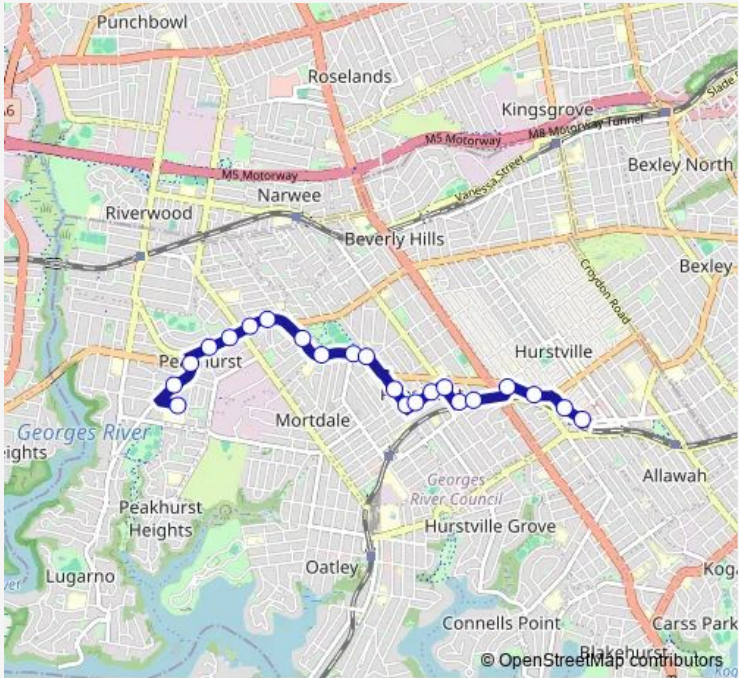 Punchbowl
Roselands
Kingsgrove
M5 Motorway
M8 Motorway Tunnel
Slade
Vanessa Street
Bexley North
M5 Motorway
Narwee
Riverwood
Beverly Hills
Croydon Road
Bexley
Hurstville
Georges River
Mortdale
eights
Georges
River Council
Allawah
Peakhurst
Heights
Hurstville Grove
Lugarno
Oatley
Kog
Connells Point
Carss Park
Blakehurst
© OpenStreetMap contributors